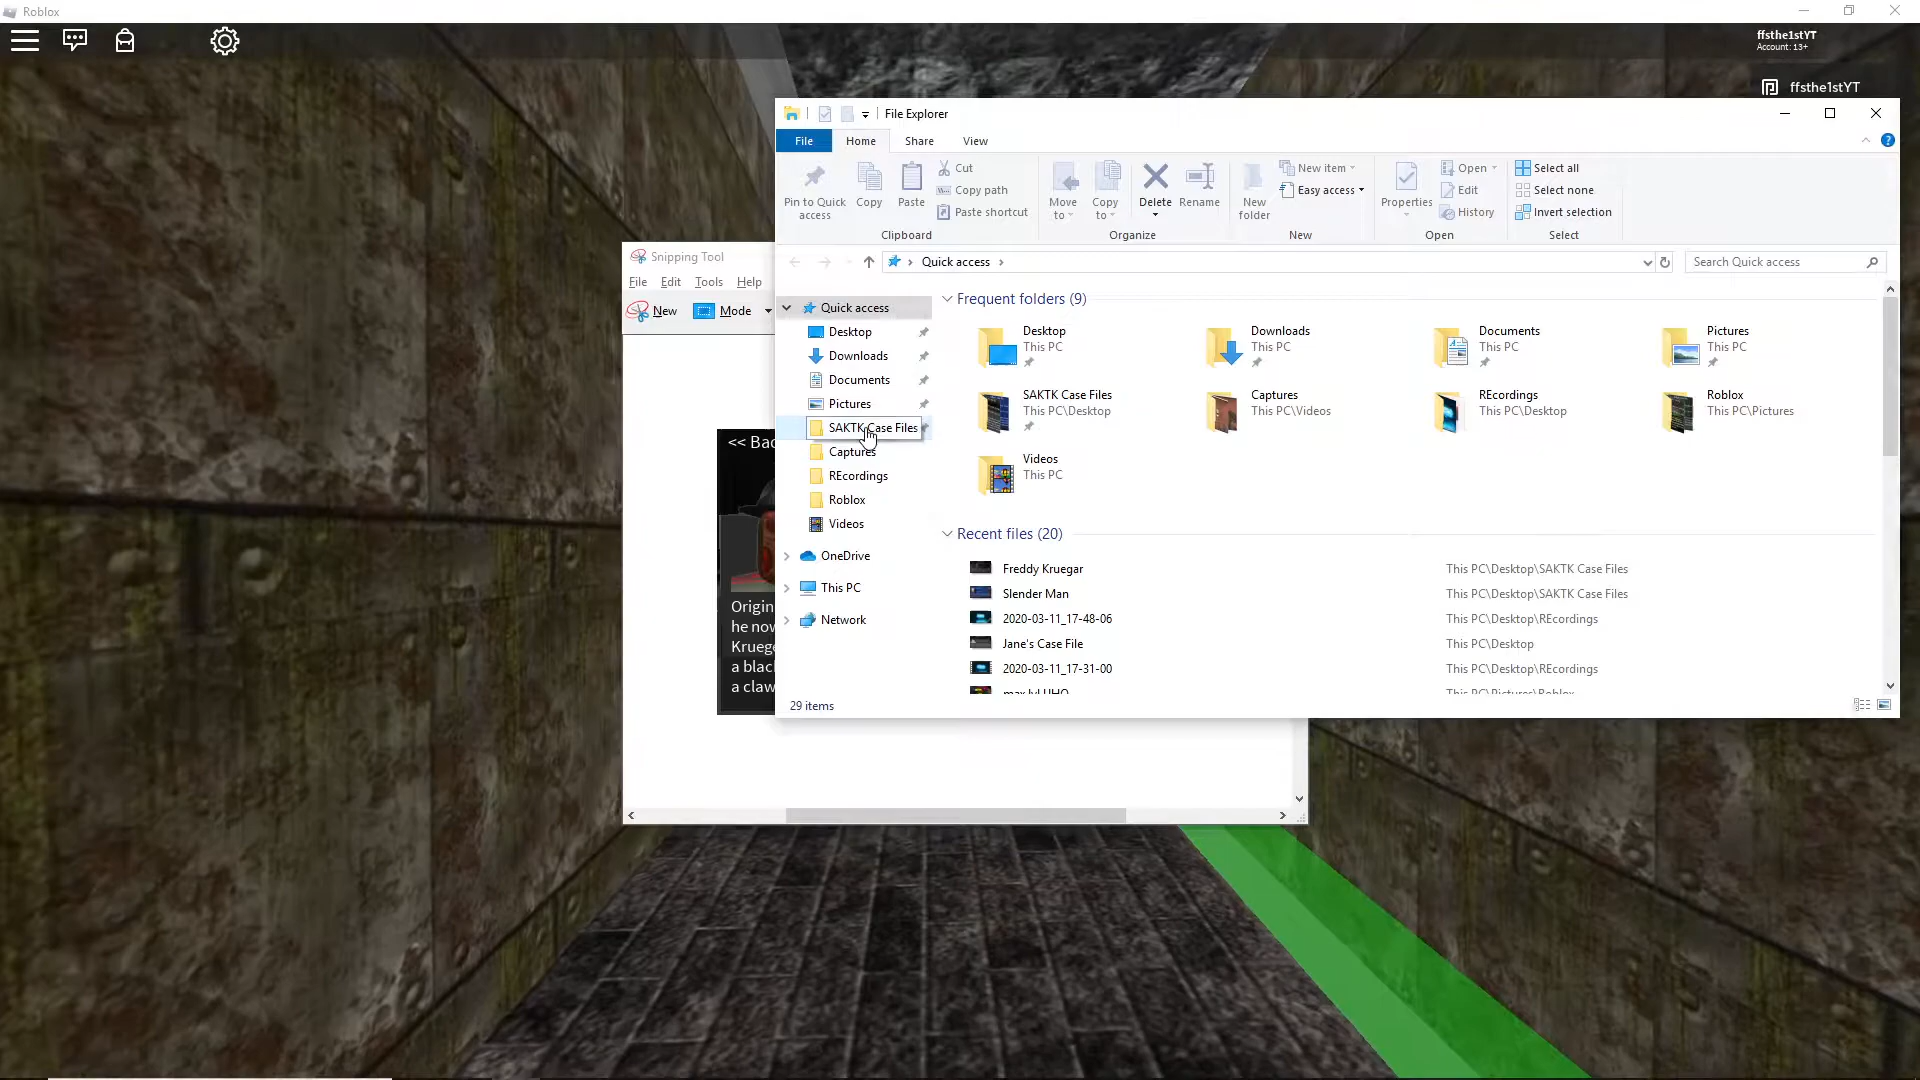 Roblox
ffsthe1stYT
Account: 13+
ffsthe1stYT
File Explorer
File Home Share View
Pin to Quick access
Copy
Paste
Cut
Copy path
Paste shortcut
Clipboard
Move to
Copy to
Delete
Rename
Organize
New folder
New item
Easy access
New
Properties
Open
Edit
History
Open
Select all
Select none
Invert selection
Select
Quick access
Search Quick access
Snipping Tool
File Edit Tools Help
New Mode
<<
Origin
he now
a
a
Quick access
Desktop
Downloads
Documents
Pictures
SAKTK Case Files
Captures
REcordings
Roblox
Videos
OneDrive
This PC
Network
Frequent folders (9)
Desktop
This PC
Downloads
This PC
Documents
This PC
Pictures
This PC
SAKTK Case Files
This PC\Desktop
Captures
This PC\Videos
REcordings
This PC\Desktop
Roblox
This PC\Pictures
Videos
This PC
Recent files (20)
Freddy Kruegar This PC\Desktop\SAKTK Case Files
Slender Man This PC\Desktop\SAKTK Case Files
2020-03-11_17-48-06 This PC\Desktop\REcordings
Jane's Case File This PC\Desktop
2020-03-11_17-31-00 This PC\Desktop\REcordings
This PC\Pictures\Roblox
29 items